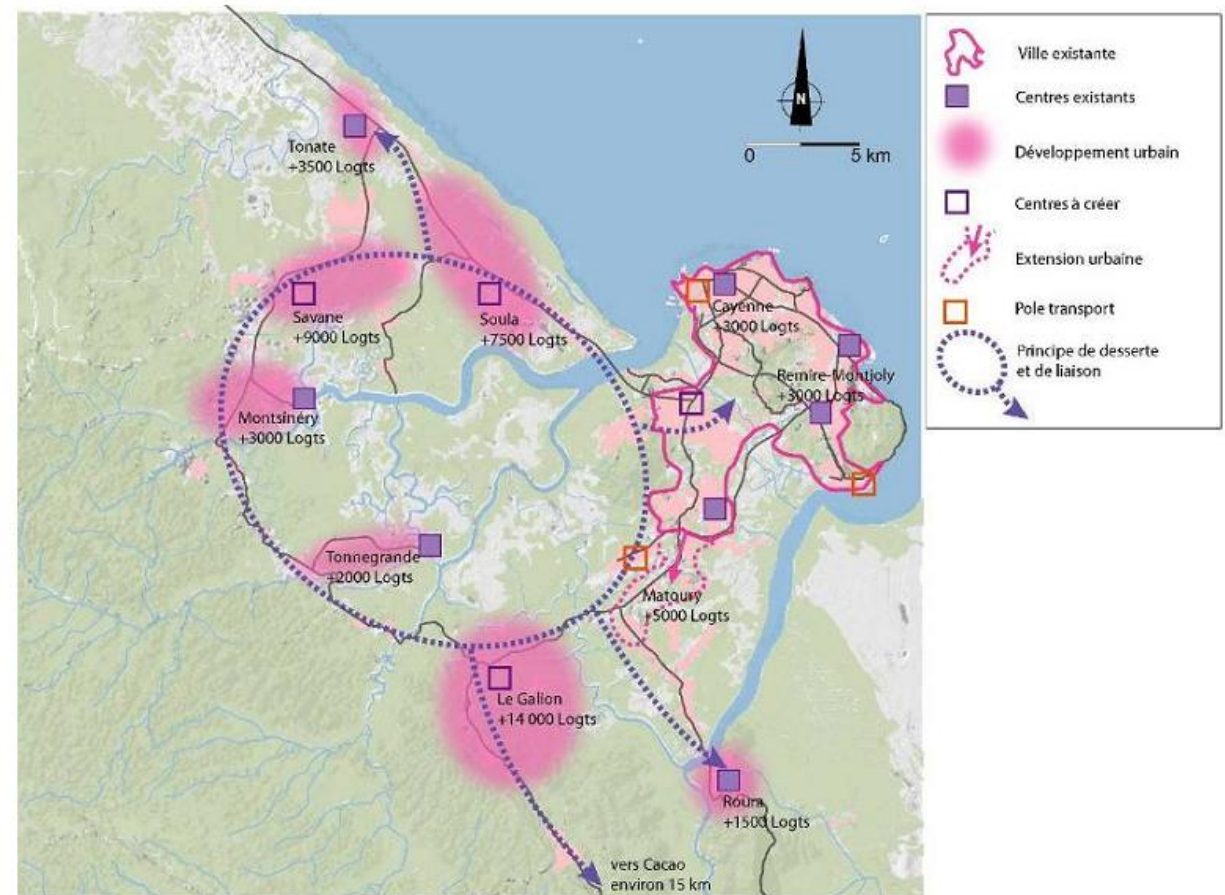 Tonate
+3500 Logts
Savane
+9000 Logts
Soula
+7500 Logts
Montsinéry
+3000 Logts
Tonnegrande
+2000 Logts
Le Galion
+14 000 Logts
Cayenne
+3000 Logts
Remire-Montjoly
+3000 Logts
Matoury
+5000 Logts
Roura
+1500 Logts
vers Cacao
environ 15 km
N
0 5 km
Ville existante
Centres existants
Développement urbain
Centres à créer
Extension urbaine
Pole transport
Principe de desserte
et de liaison